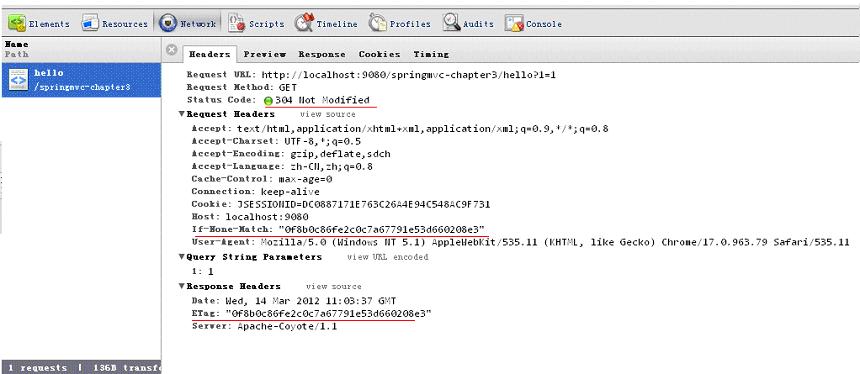 Elements Resources Network Scripts Timeline Profiles Audits Console
Name
Path
hello
/springmvc-chapter3
Headers Preview Response Cookies Timing
Request URL: http://localhost:9080/springmvc-chapter3/hello?1=1
Request Method: GET
Status Code: 304 Not Modified
Request Headers view source
Accept: text/html,application/xhtml+xml,application/xml;q=0.9,*/*;q=0.8
Accept-Charset: UTF-8,*;q=0.5
Accept-Encoding: gzip,deflate,sdch
Accept-Language: zh-CN,zh;q=0.8
Cache-Control: max-age=0
Connection: keep-alive
Cookie: JSESSIONID=DC0887171E763C26A4E94C548AC9F731
Host: localhost:9080
If-None-Match: "0f8b0c86fe2c0c7a67791e53d660208e3"
User-Agent: Mozilla/5.0 (Windows NT 5.1) AppleWebKit/535.11 (KHTML, like Gecko) Chrome/17.0.963.79 Safari/535.11
Query String Parameters view URL encoded
1: 1
Response Headers view source
Date: Wed, 14 Mar 2012 11:03:37 GMT
ETag: "0f8b0c86fe2c0c7a67791e53d660208e3"
Server: Apache-Coyote/1.1
1 requests | 136B transfe